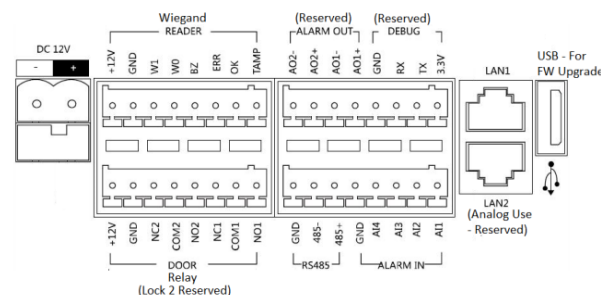 Wiegand
READER
(Reserved)
ALARM OUT
(Reserved)
DEBUG
DC 12V
- +
+12V GND W1 W0 BZ ERR OK TAMP
AO2- AO2+ AO1- AO1+ GND RX TX 3.3V
LAN1
USB - For
FW Upgrade
LAN2
(Analog Use
- Reserved)
+12V GND NC2 COM2 NO2 NC1 COM1 NO1
GND 485- 485+ GND AI4 AI3 AI2 AI1
DOOR
Relay
(Lock 2 Reserved)
RS485
ALARM IN